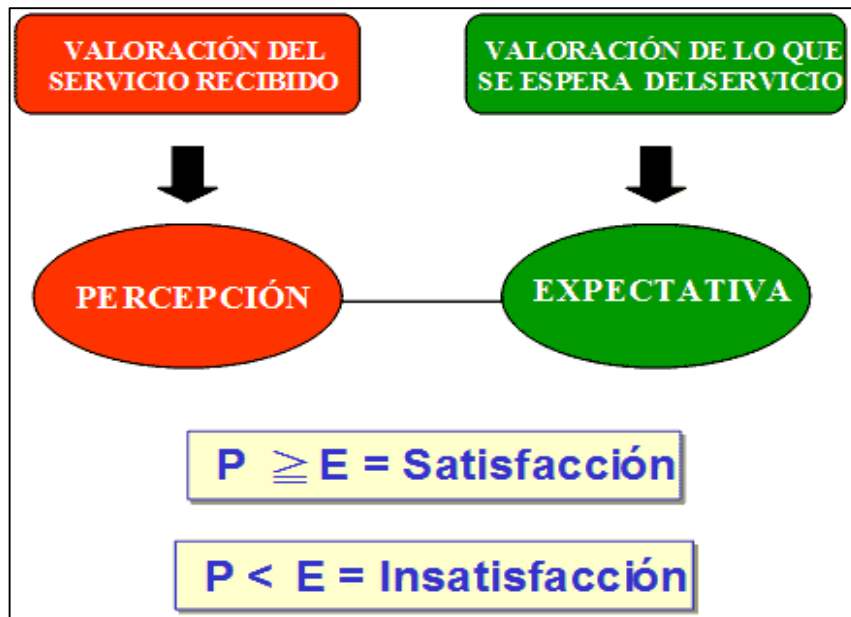 VALORACIÓN DEL
SERVICIO RECIBIDO
VALORACIÓN DE LO QUE
SE ESPERA DELSERVICIO
PERCEPCIÓN
EXPECTATIVA
P ≧ E = Satisfacción
P < E = Insatisfacción